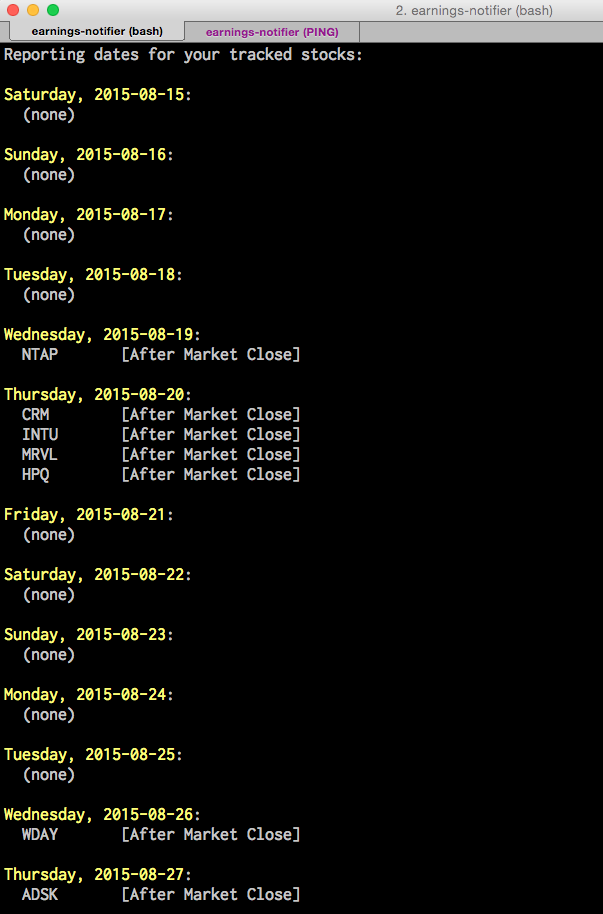 2. earnings-notifier (bash)
earnings-notifier (bash) earnings-notifier (PING)
Reporting dates for your tracked stocks:
Saturday, 2015-08-15:
(none)
Sunday, 2015-08-16:
(none)
Monday, 2015-08-17:
(none)
Tuesday, 2015-08-18:
(none)
Wednesday, 2015-08-19:
NTAP [After Market Close]
Thursday, 2015-08-20:
CRM [After Market Close]
INTU [After Market Close]
MRVL [After Market Close]
HPQ [After Market Close]
Friday, 2015-08-21:
(none)
Saturday, 2015-08-22:
(none)
Sunday, 2015-08-23:
(none)
Monday, 2015-08-24:
(none)
Tuesday, 2015-08-25:
(none)
Wednesday, 2015-08-26:
WDAY [After Market Close]
Thursday, 2015-08-27:
ADSK [After Market Close]